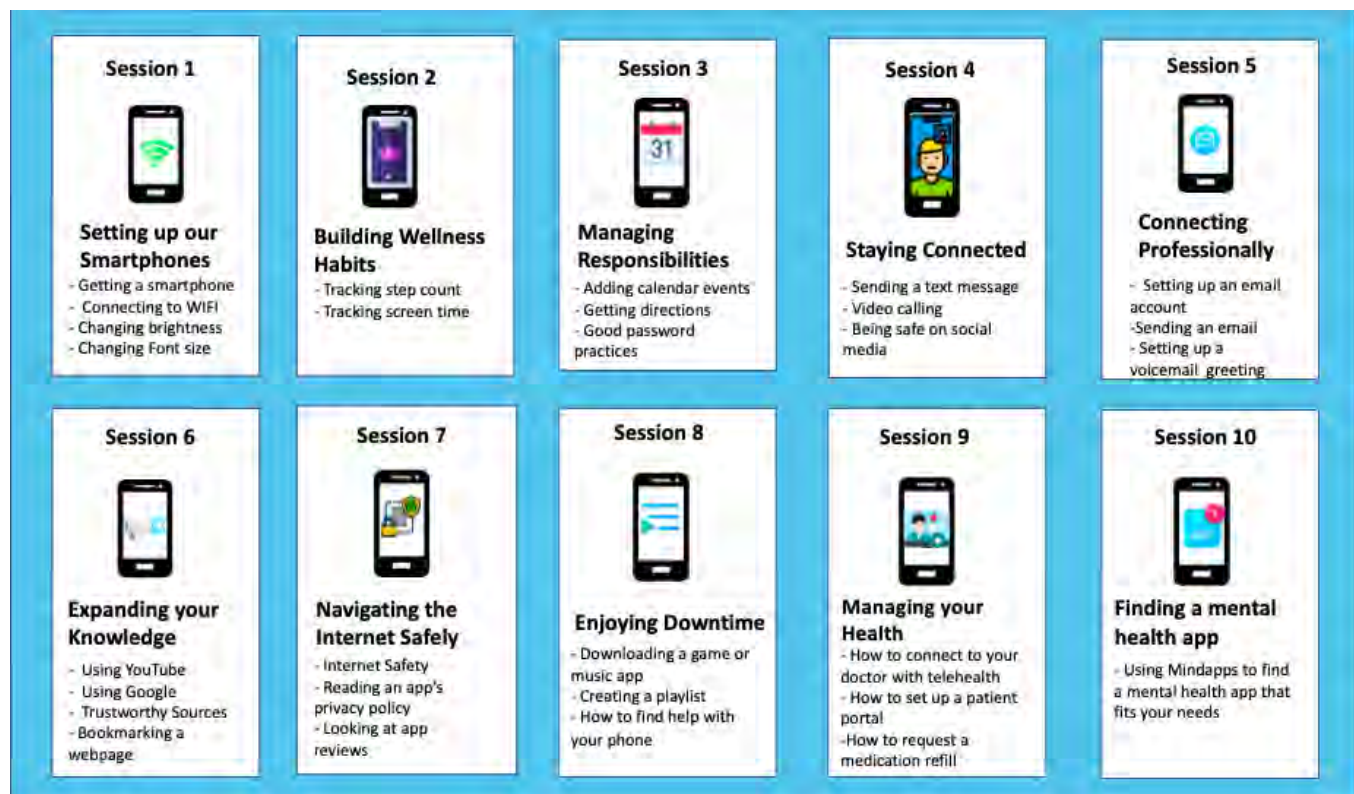 Session 1
Setting up our
Smartphones
- Getting a smartphone
- Connecting to WIFI
- Changing brightness
- Changing Font size
Session 2
Building Wellness
Habits
- Tracking step count
- Tracking screen time
Session 3
31
Managing
Responsibilities
- Adding calendar events
- Getting directions
- Good password
practices
Session 4
Staying Connected
- Sending a text message
- Video calling
- Being safe on social
media
Session 5
Connecting
Professionally
- Setting up an email
account
-Sending an email
- Setting up a
voicemail greeting
Session 6
Expanding your
Knowledge
- Using YouTube
- Using Google
- Trustworthy Sources
- Bookmarking a
webpage
Session 7
Navigating the
Internet Safely
- Internet Safety
- Reading an app's
privacy policy
- Looking at app
reviews
Session 8
Enjoying Downtime
- Downloading a game or
music app
- Creating a playlist
- How to find help with
your phone
Session 9
Managing your
Health
- How to connect to your
doctor with telehealth
- How to set up a patient
portal
-How to request a
medication refill
Session 10
Finding a mental
health app
- Using Mindapps to find
a mental health app that
fits your needs